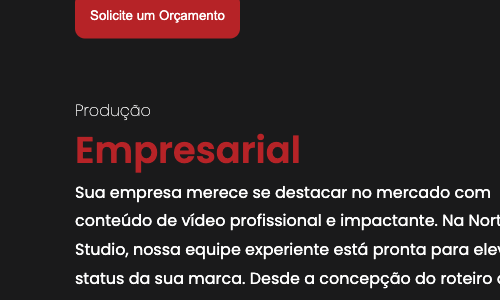 Solicite um Orçamento
Produção
Empresarial
Sua empresa merece se destacar no mercado com
conteúdo de vídeo profissional e impactante. Na
Studio, nossa equipe experiente está pronta para
status da sua marca. Desde a concepção do roteiro